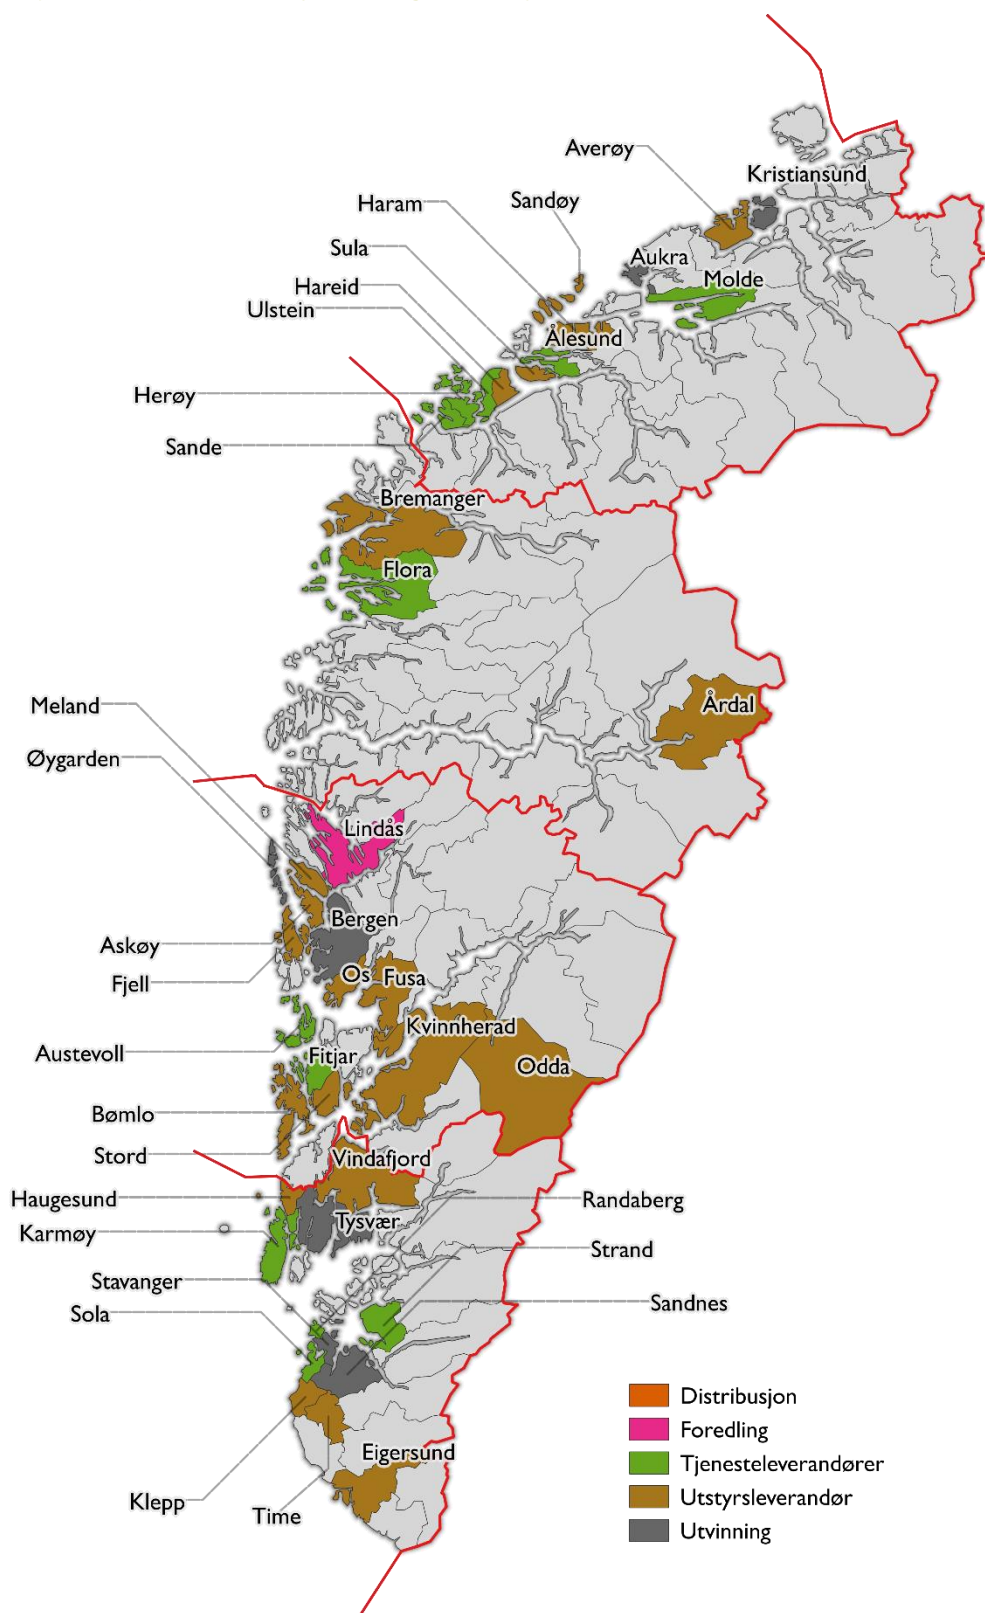 Averøy
Kristiansund
Haram
Sandøy
Sula
Aukra
Molde
Hareid
Ulstein
Ålesund
Herøy
Sande
Bremanger
Flora
Meland
Årdal
Øygarden
Lindås
Bergen
Askøy
Os
Fusa
Fjell
Kvinnherad
Austevoll
Fitjar
Odda
Bømlo
Stord
Vindafjord
Haugesund
Randaberg
Karmøy
Tysvær
Strand
Stavanger
Sandnes
Sola
Distribusjon
Foredling
Eigersund
Tjenesteleverandører
Klepp
Utstyrsleverandør
Time
Utvinning